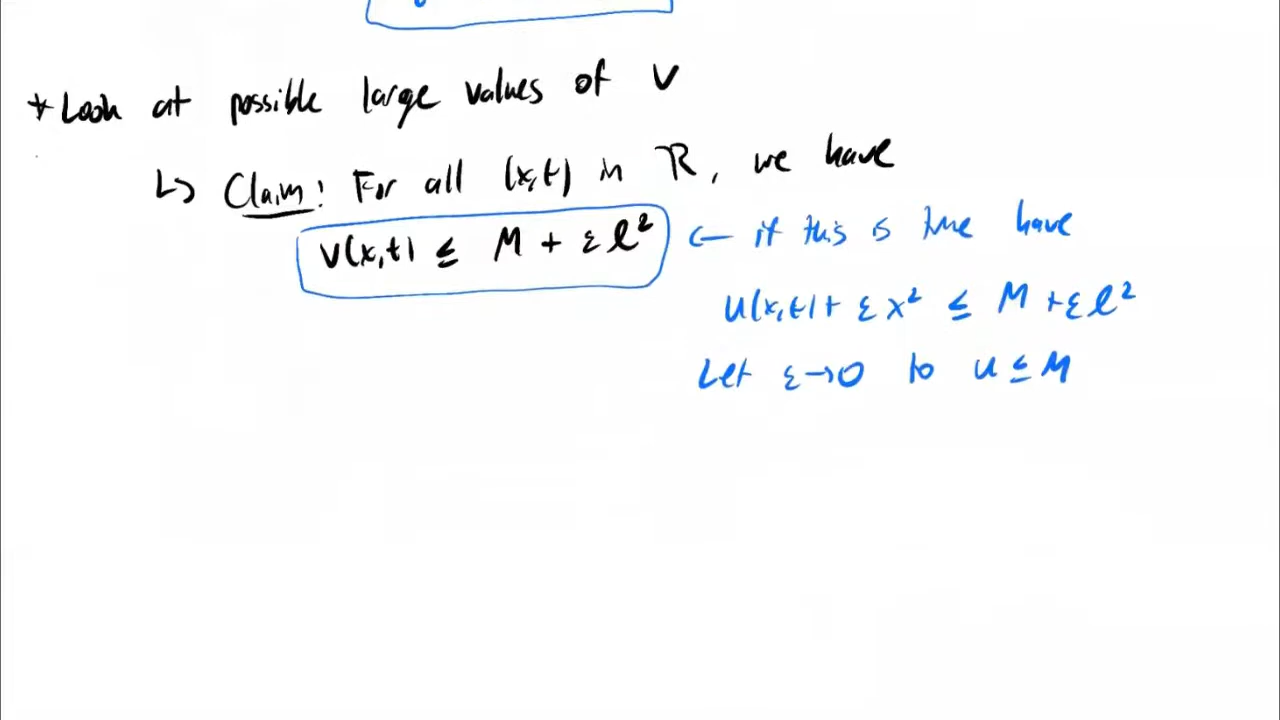 * Look at possible large values of v
↳ Claim: For all (x,t) in R, we have
v(x,t) ≤ M + εl² ← if this is true have
u(x,t) + εx² ≤ M + εl²
Let ε→0 to u ≤ M